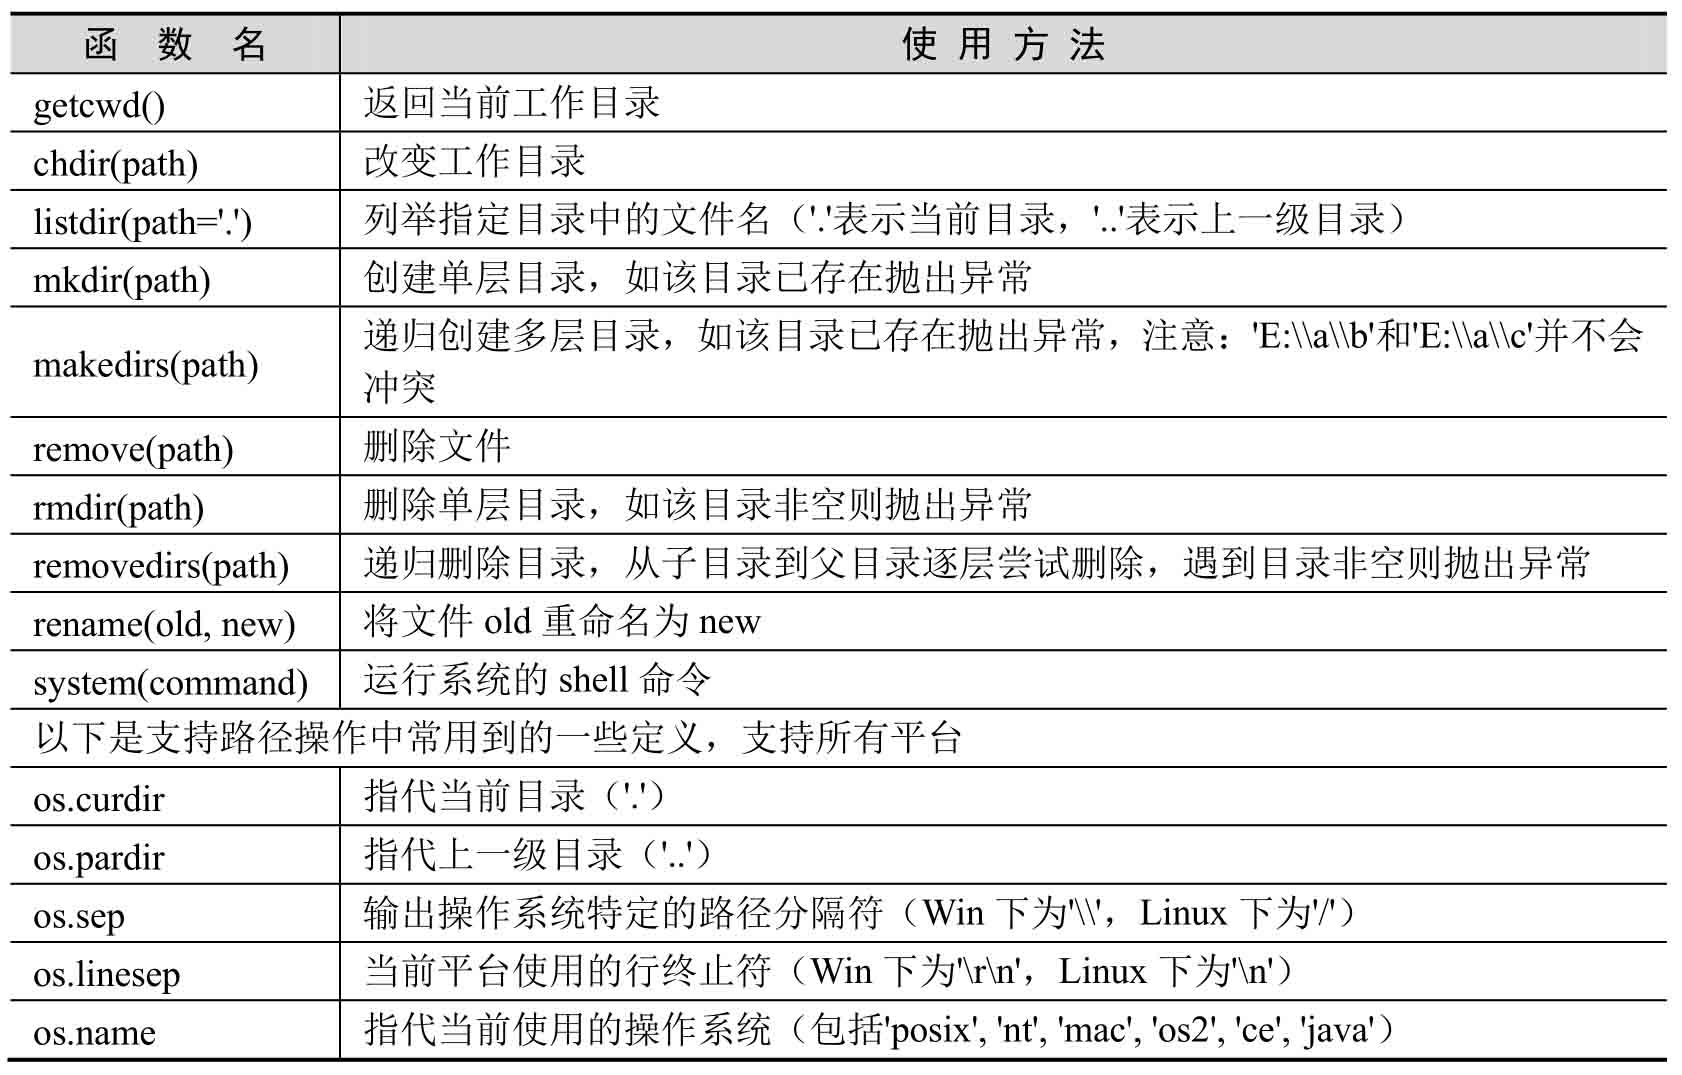 函 数 名 使 用 方 法
getcwd() 返回当前工作目录
chdir(path) 改变工作目录
listdir(path='.') 列举指定目录中的文件名（'.'表示当前目录，'..'表示上一级目录）
mkdir(path) 创建单层目录，如该目录已存在抛出异常
makedirs(path) 递归创建多层目录，如该目录已存在抛出异常，注意：'E:\\a\\b'和'E:\\a\\c'并不会
冲突
remove(path) 删除文件
rmdir(path) 删除单层目录，如该目录非空则抛出异常
removedirs(path) 递归删除目录，从子目录到父目录逐层尝试删除，遇到目录非空则抛出异常
rename(old, new) 将文件 old 重命名为 new
system(command) 运行系统的 shell 命令
以下是支持路径操作中常用到的一些定义，支持所有平台
os.curdir 指代当前目录（'.'）
os.pardir 指代上一级目录（'..'）
os.sep 输出操作系统特定的路径分隔符（Win 下为'\\'，Linux 下为'/'）
os.linesep 当前平台使用的行终止符（Win 下为'\r\n'，Linux 下为'\n'）
os.name 指代当前使用的操作系统（包括'posix', 'nt', 'mac', 'os2', 'ce', 'java'）